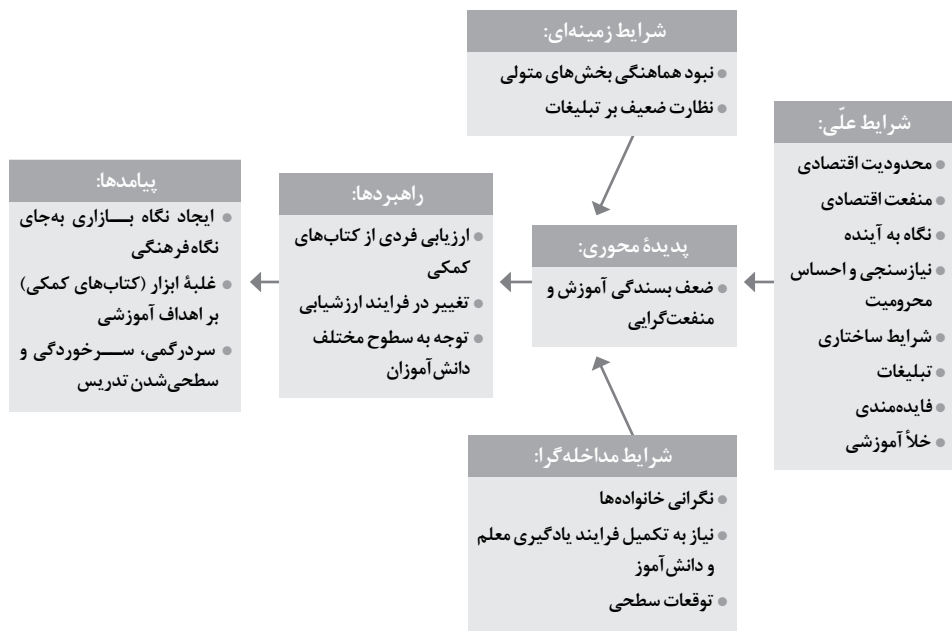 شرایط زمینه‌ای:
نبود هماهنگی بخش‌های متولی
نظارت ضعیف بر تبلیغات
شرایط علّی:
محدودیت اقتصادی
منفعت اقتصادی
نگاه به آینده
نیازسنجی و احساس
محرومیت
شرایط ساختاری
تبلیغات
فایده‌مندی
خلأ آموزشی
پدیدهٔ محوری:
ضعف بسندگی آموزش و
منفعت‌گرایی
راهبردها:
ارزیابی فردی از کتاب‌های
کمکی
تغییر در فرایند ارزشیابی
توجه به سطوح مختلف
دانش‌آموزان
پیامدها:
ایجاد نگاه بــازاری به‌جای
نگاه‌فرهنگی
غلبهٔ ابزار (کتاب‌های کمکی)
بر اهداف آموزشی
سردرگمی، ســرخوردگی و
سطحی‌شدن تدریس
شرایط مداخله‌گرا:
نگرانی خانواده‌ها
نیاز به تکمیل فرایند یادگیری معلم
و دانش‌آموز
توقعات سطحی